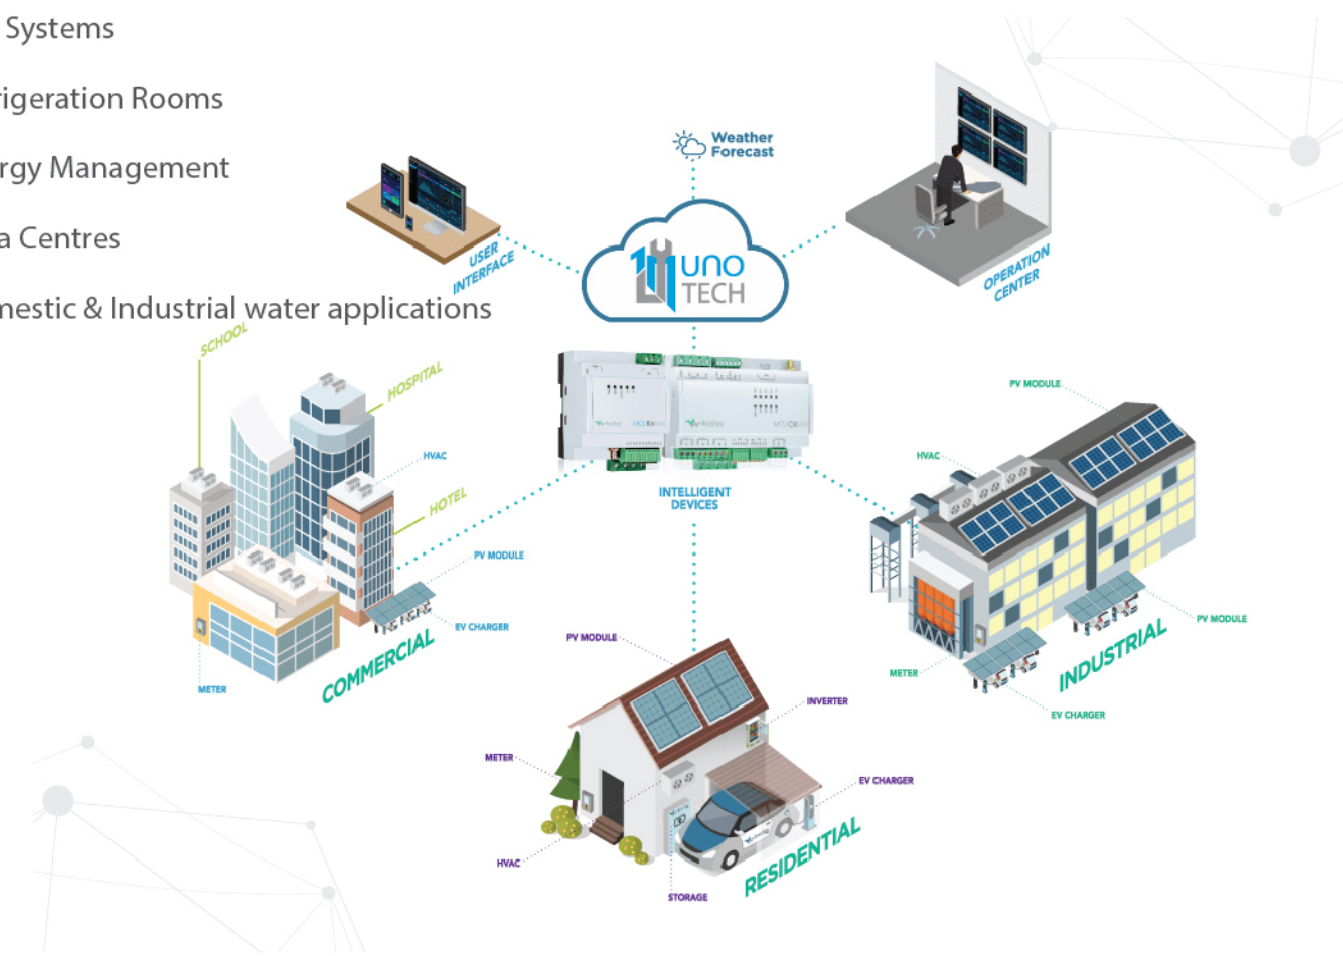 Systems
rigeration Rooms
rgy Management
a Centres
mestic & Industrial water applications
Weather
Forecast
UNO
TECH
USER
INTERFACE
OPERATION
CENTER
SCHOOL
HOSPITAL
HVAC
HOTEL
PV MODULE
EV CHARGER
METER
COMMERCIAL
INTELLIGENT
DEVICES
PV MODULE
HVAC
PV MODULE
METER
EV CHARGER
INDUSTRIAL
PV MODULE
INVERTER
METER
EV CHARGER
HVAC
STORAGE
RESIDENTIAL